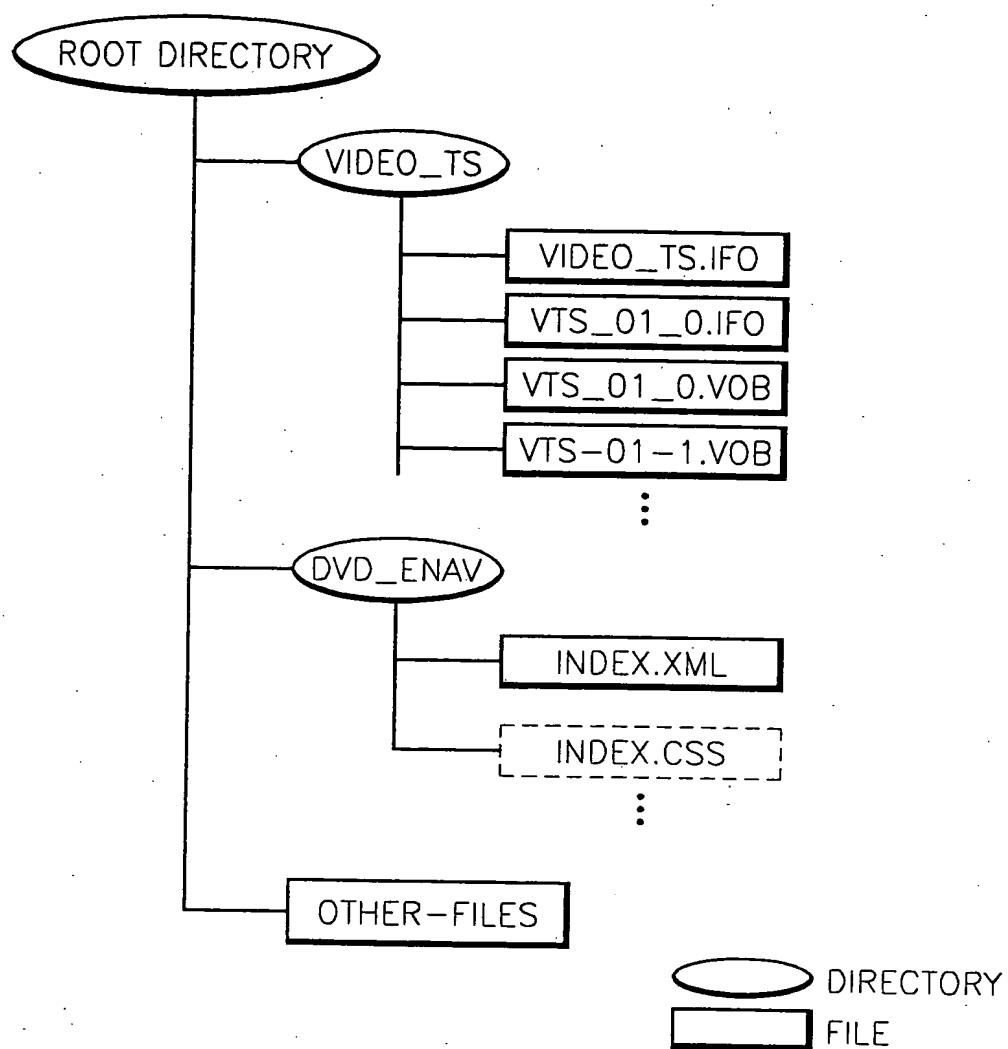 ROOT DIRECTORY
VIDEO_TS
VIDEO_TS.IFO
VTS_01_0.IFO
VTS_01_0.VOB
VTS-01-1.VOB
DVD_ENAV
INDEX.XML
INDEX.CSS
OTHER-FILES
DIRECTORY
FILE